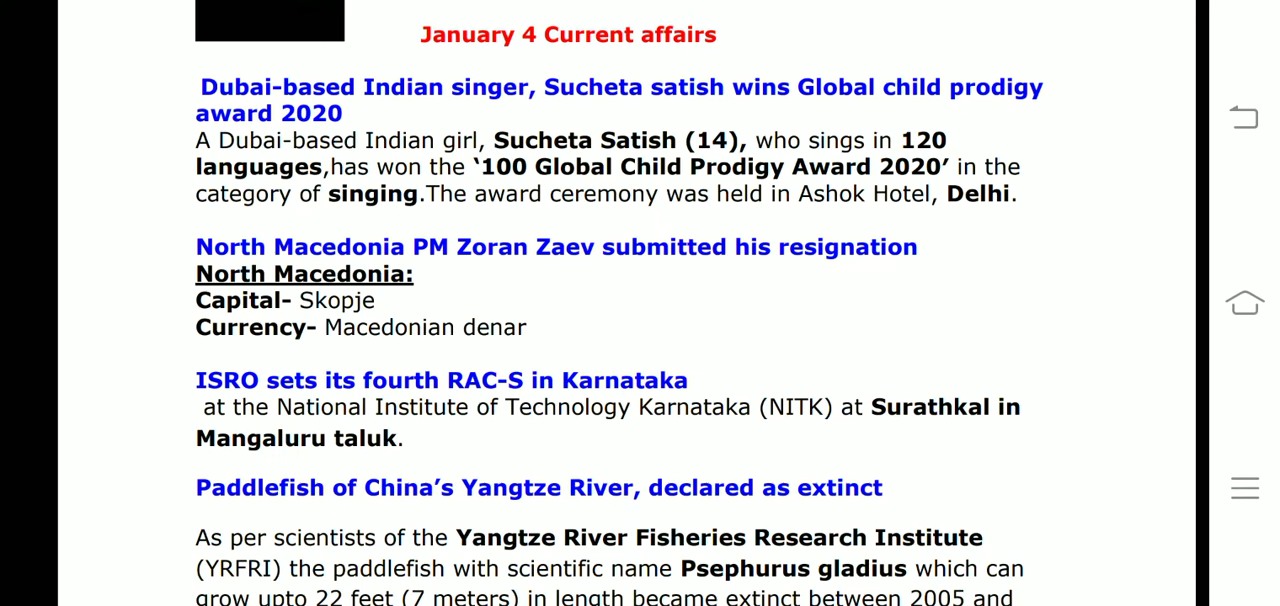 January 4 Current affairs
Dubai-based Indian singer, Sucheta satish wins Global child prodigy
award 2020
A Dubai-based Indian girl, Sucheta Satish (14), who sings in 120
languages,has won the ‘100 Global Child Prodigy Award 2020’ in the
category of singing.The award ceremony was held in Ashok Hotel, Delhi.
North Macedonia PM Zoran Zaev submitted his resignation
North Macedonia:
Capital- Skopje
Currency- Macedonian denar
ISRO sets its fourth RAC-S in Karnataka
at the National Institute of Technology Karnataka (NITK) at Surathkal in
Mangaluru taluk.
Paddlefish of China’s Yangtze River, declared as extinct
As per scientists of the Yangtze River Fisheries Research Institute
(YRFRI) the paddlefish with scientific name Psephurus gladius which can
grow upto 22 feet (7 meters) in length became extinct between 2005 and